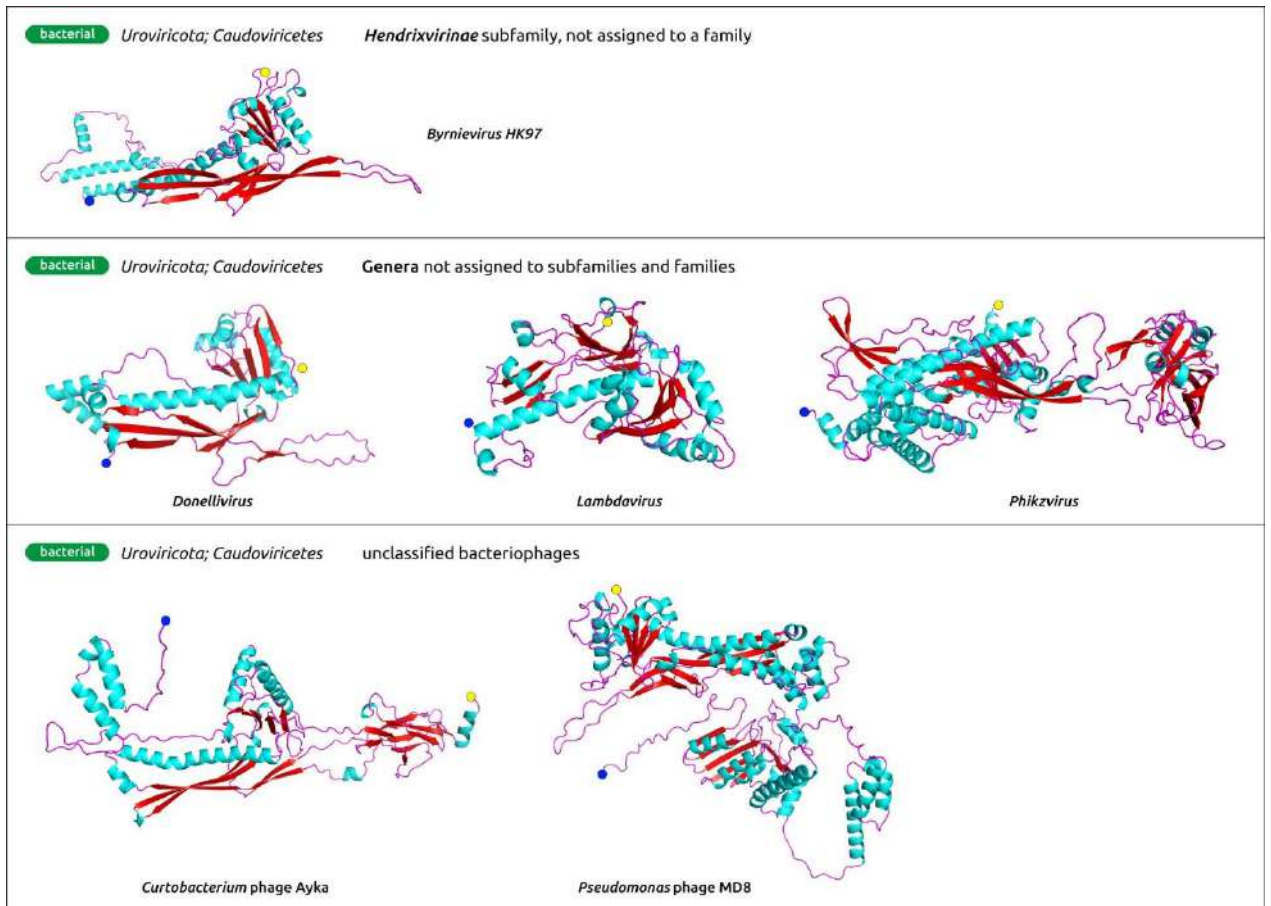 bacterial Uroviricota; Caudoviricetes Hendrixvirinae subfamily, not assigned to a family
Byrnievirus HK97
bacterial Uroviricota; Caudoviricetes Genera not assigned to subfamilies and families
Donellivirus Lambdavirus Phikzvirus
bacterial Uroviricota; Caudoviricetes unclassified bacteriophages
Curtobacterium phage Ayka Pseudomonas phage MD8